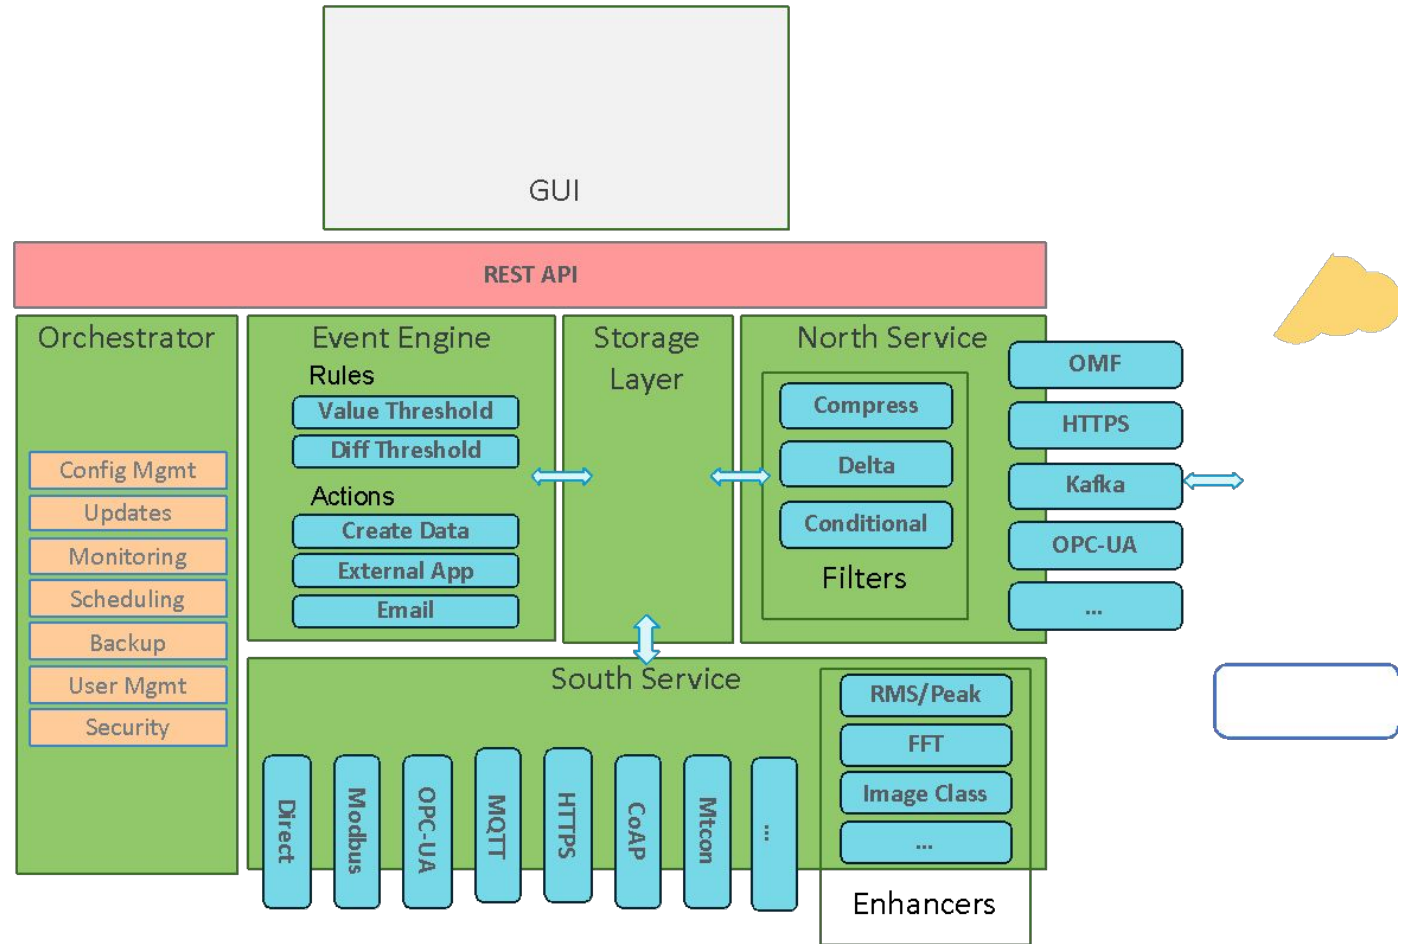 GUI
REST API
Orchestrator
Config Mgmt
Updates
Monitoring
Scheduling
Backup
User Mgmt
Security
Event Engine
Rules
Value Threshold
Diff Threshold
Actions
Create Data
External App
Email
Storage
Layer
North Service
Compress
Delta
Conditional
Filters
OMF
HTTPS
Kafka
OPC-UA
...
South Service
Direct
Modbus
OPC-UA
MQTT
HTTPS
CoAP
Mtcon
...
RMS/Peak
FFT
Image Class
...
Enhancers